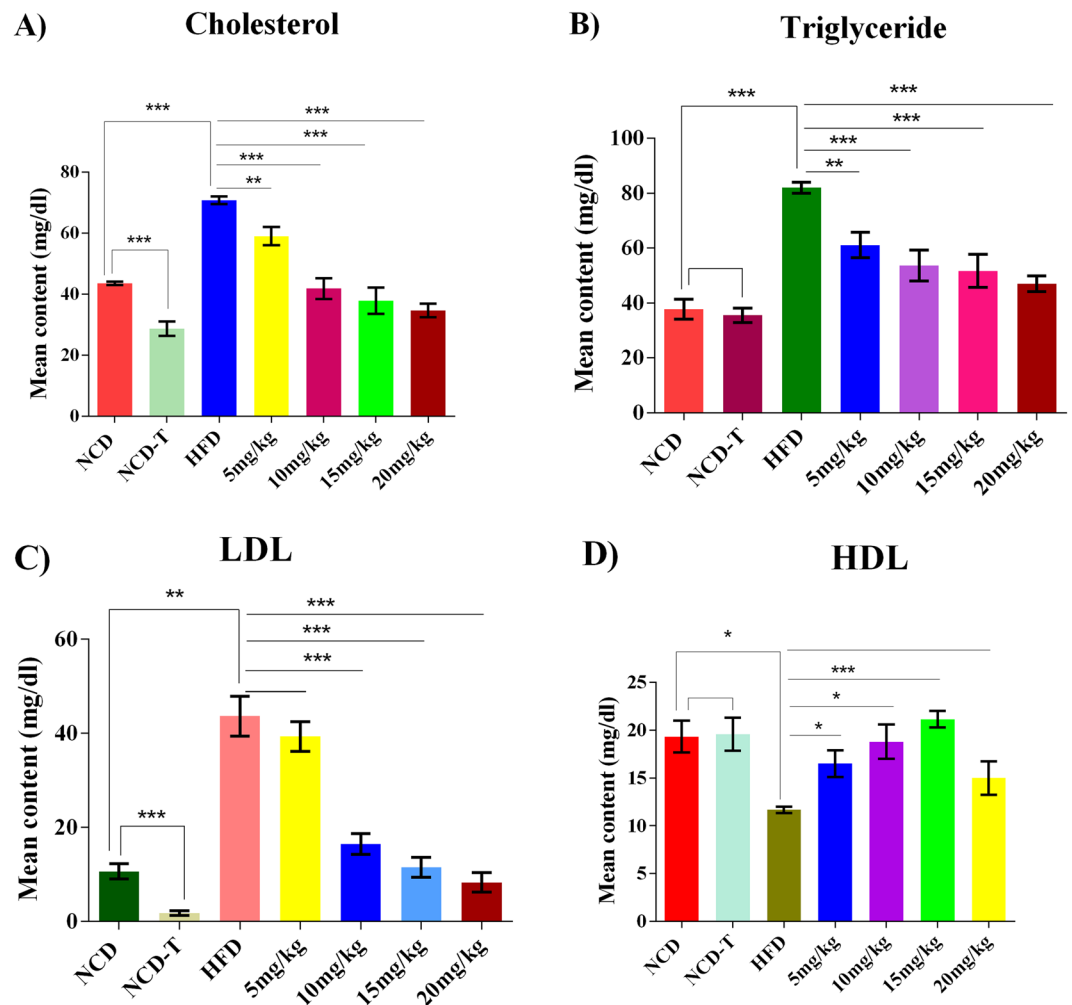 A)
Cholesterol
***
***
***
***
**
***
Mean content (mg/dl)
80
60
40
20
0
NCD
NCD-T
HFD
5mg/kg
10mg/kg
15mg/kg
20mg/kg
B)
Triglyceride
***
***
***
***
**
Mean content (mg/dl)
100
80
60
40
20
0
NCD
NCD-T
HFD
5mg/kg
10mg/kg
15mg/kg
20mg/kg
C)
LDL
**
***
***
***
***
Mean content (mg/dl)
60
40
20
0
NCD
NCD-T
HFD
5mg/kg
10mg/kg
15mg/kg
20mg/kg
D)
HDL
*
***
*
*
Mean content (mg/dl)
25
20
15
10
5
0
NCD
NCD-T
HFD
5mg/kg
10mg/kg
15mg/kg
20mg/kg